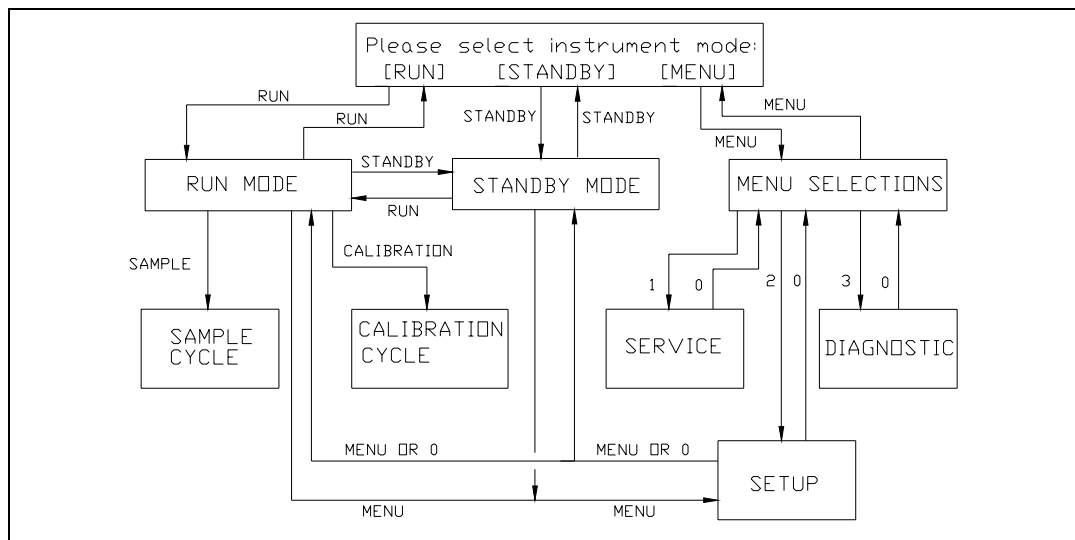 Please select instrument mode:
[RUN] [STANDBY] [MENU]
RUN
RUN
STANDBY
STANDBY
MENU
MENU
RUN MODE
STANDBY
RUN
STANDBY MODE
MENU SELECTIONS
SAMPLE
CALIBRATION
1
0
2
0
3
0
SAMPLE
CYCLE
CALIBRATION
CYCLE
SERVICE
DIAGNOSTIC
MENU OR 0
MENU OR 0
SETUP
MENU
MENU